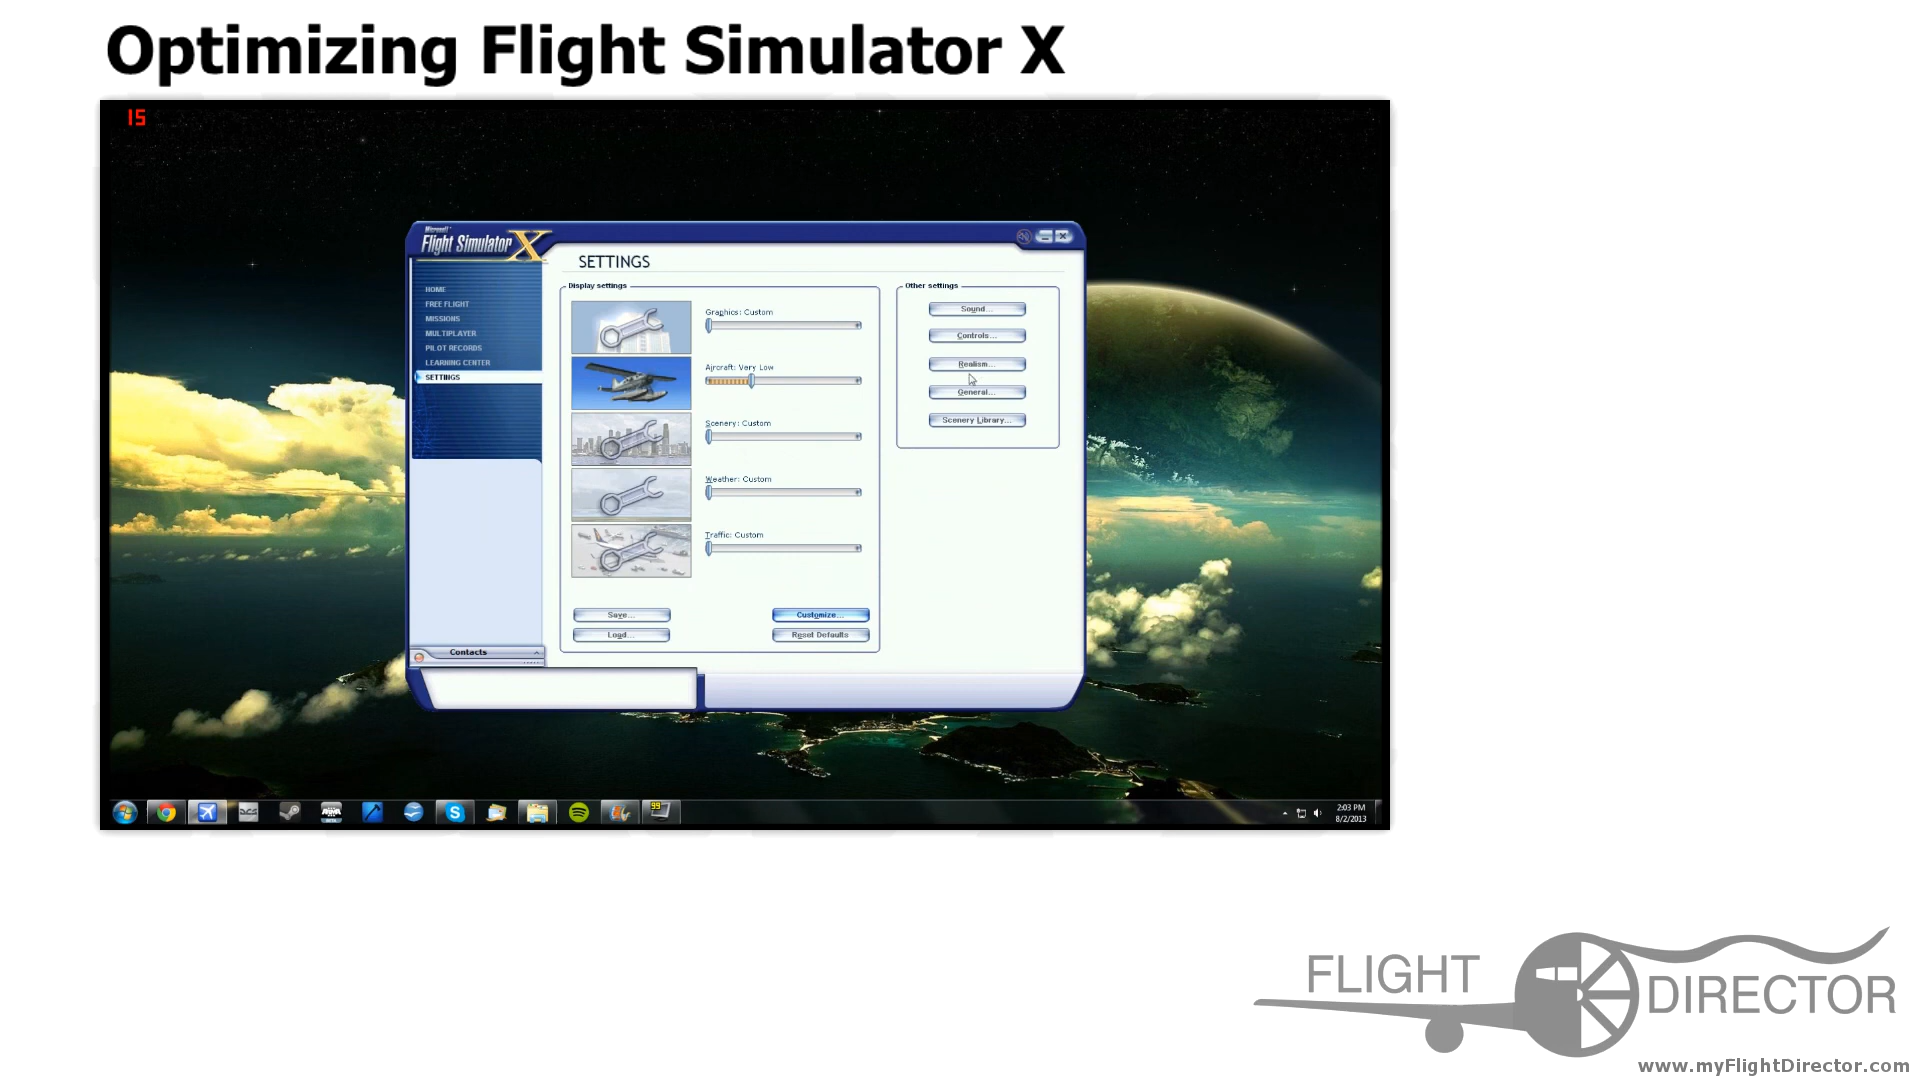 Optimizing Flight Simulator X
15
Microsoft
Flight Simulator X
SETTINGS
HOME
FREE FLIGHT
MISSIONS
MULTIPLAYER
PILOT RECORDS
LEARNING CENTER
SETTINGS
Contacts
Display settings
Graphics: Custom
Aircraft: Very Low
Scenery: Custom
Weather: Custom
Traffic: Custom
Save...
Customize...
Load...
Reset Defaults
Other settings
Sound...
Controls...
Realism...
General...
Scenery Library...
99
2:03 PM
8/2/2013
FLIGHT
DIRECTOR
www.myFlightDirector.com